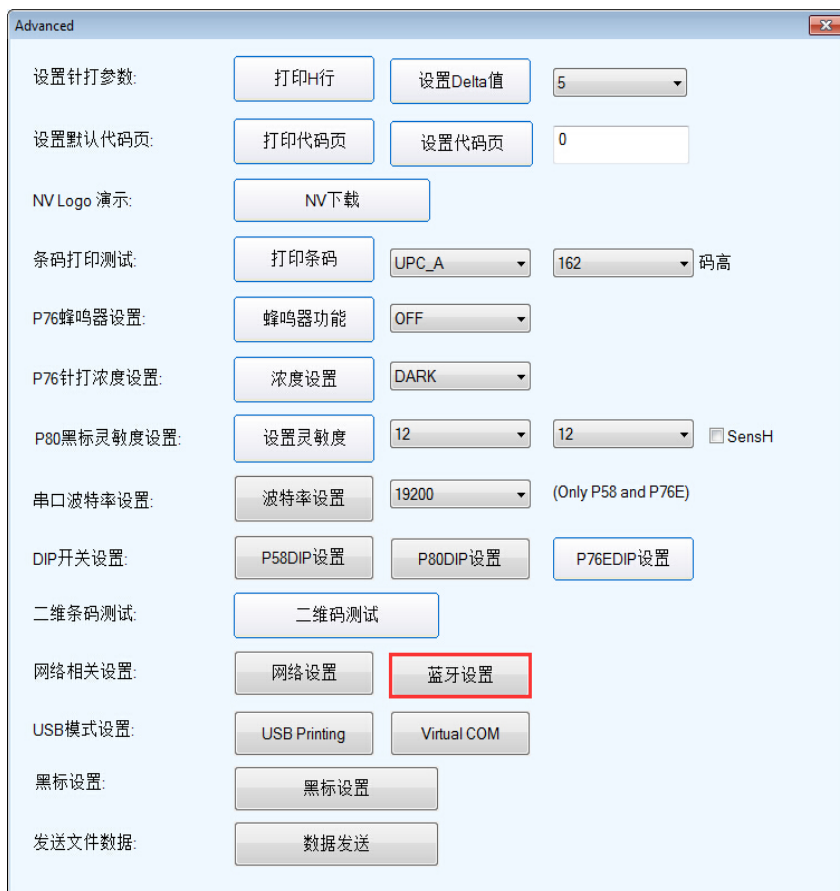 Advanced
设置针打参数: 打印H行 设置Delta值 5
设置默认代码页: 打印代码页 设置代码页 0
NV Logo 演示: NV下载
条码打印测试: 打印条码 UPC_A 162 码高
P76蜂鸣器设置: 蜂鸣器功能 OFF
P76针打浓度设置: 浓度设置 DARK
P80黑标灵敏度设置: 设置灵敏度 12 12 SensH
串口波特率设置: 波特率设置 19200 (Only P58 and P76E)
DIP开关设置: P58DIP设置 P80DIP设置 P76EDIP设置
二维条码测试: 二维码测试
网络相关设置: 网络设置 蓝牙设置
USB模式设置: USB Printing Virtual COM
黑标设置: 黑标设置
发送文件数据: 数据发送